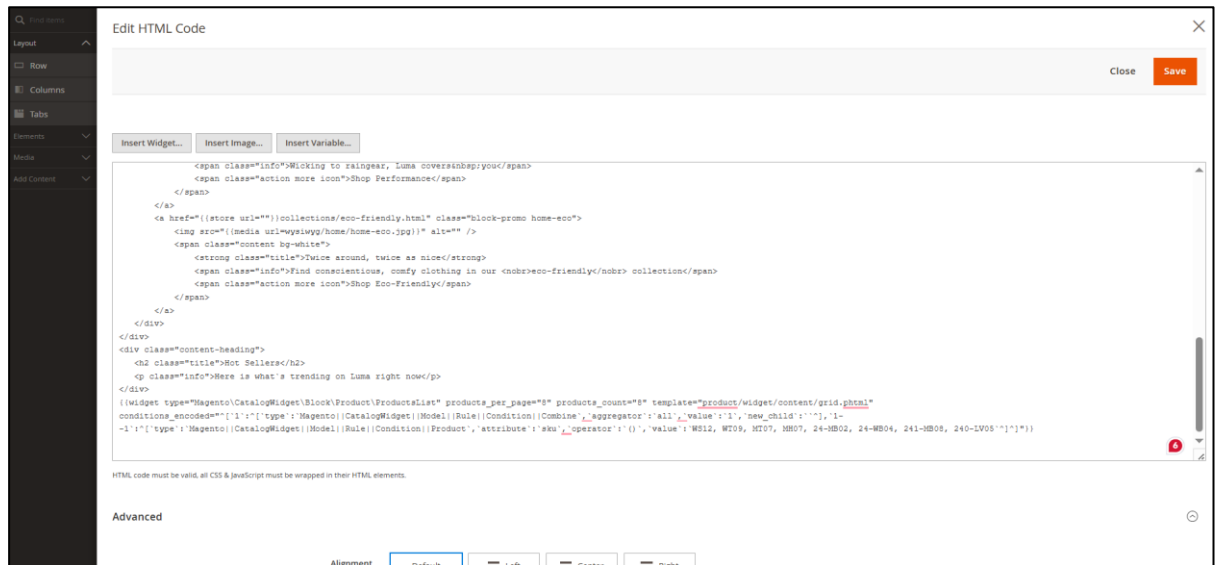 Find items
Edit HTML Code
Layout
Row
Columns
Tabs
Elements
Media
Add Content
Close
Save
Insert Widget...
Insert Image...
Insert Variable...
<span class="info">Wicking to raingear, Luma covers&nbsp;you</span>
<span class="action more icon">Shop Performance</span>
</span>
</a>
<a href="{{store url=""}}collections/eco-friendly.html" class="block-promo home-eco">
<img src="{{media url=wysiwyg/home/home-eco.jpg}}" alt="" />
<span class="content bg-white">
<strong class="title">Twice around, twice as nice</strong>
<span class="info">Find conscientious, comfy clothing in our <nobr>eco-friendly</nobr> collection</span>
<span class="action more icon">Shop Eco-Friendly</span>
</span>
</a>
</div>
</div>
<div class="content-heading">
<h2 class="title">Hot Sellers</h2>
<p class="info">Here is what's trending on Luma right now</p>
</div>
{{widget type="Magento\CatalogWidget\Block\Product\ProductsList" products_per_page="8" products_count="8" template="product/widget/content/grid.phtml"
conditions_encoded="^[`1`:^[`type`:`Magento||CatalogWidget||Model||Rule||Condition||Combine`,`aggregator`:`all`,`value`:`1`,`new_child`:``^],`1-
-1`:^[`type`:`Magento||CatalogWidget||Model||Rule||Condition||Product`,`attribute`:`sku`,`operator`:`()`,`value`:`WS12, WT09, MT07, MH07, 24-MB02, 24-WB04, 241-MB08, 240-LV05`^]^]"}}
6
HTML code must be valid, all CSS & JavaScript must be wrapped in their HTML elements.
Advanced
Alignment
Default
Left
Center
Right